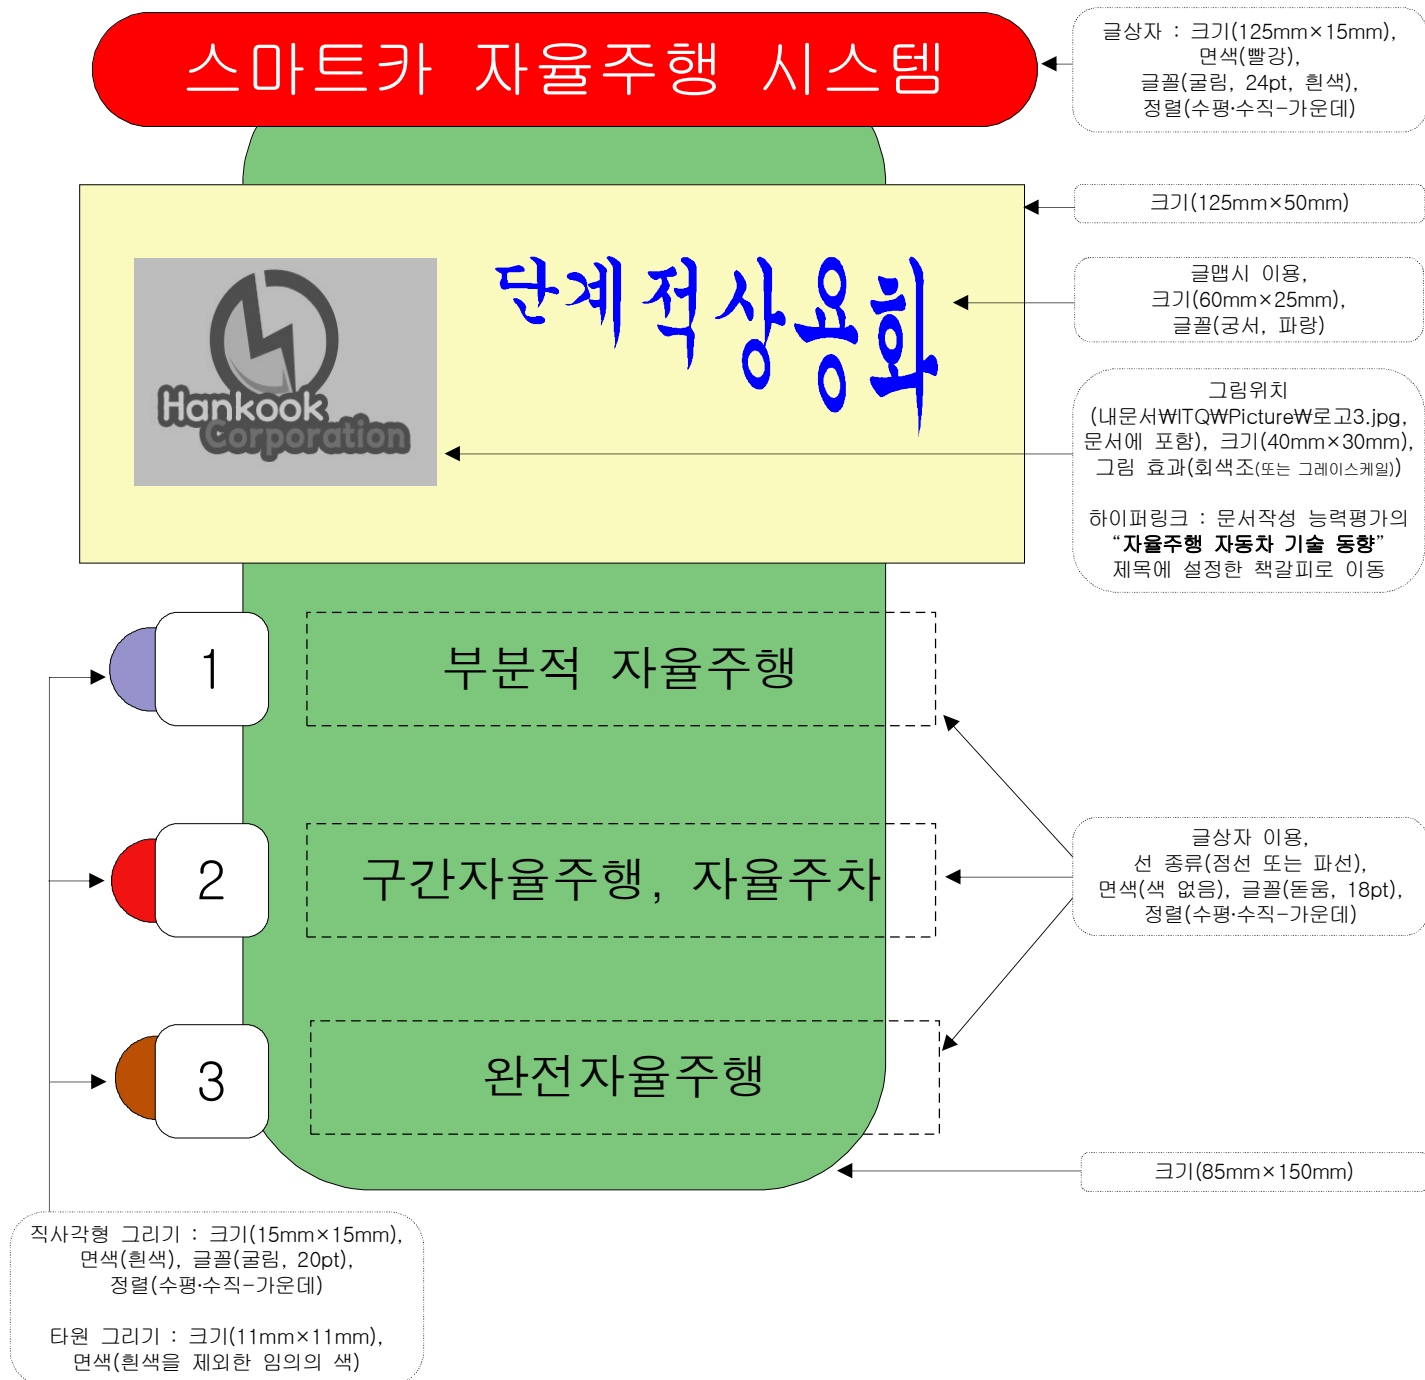 스마트카 자율주행 시스템
글상자 : 크기(125mm×15mm),
면색(빨강),
글꼴(굴림, 24pt, 흰색),
정렬(수평·수직-가운데)
크기(125mm×50mm)
단계적상용화
글맵시 이용,
크기(60mm×25mm),
글꼴(궁서, 파랑)
Hankook
Corporation
그림위치
(내문서₩ITQ₩Picture₩로고3.jpg,
문서에 포함), 크기(40mm×30mm),
그림 효과(회색조(또는 그레이스케일))
하이퍼링크 : 문서작성 능력평가의
“자율주행 자동차 기술 동향”
제목에 설정한 책갈피로 이동
1
부분적 자율주행
2
구간자율주행, 자율주차
글상자 이용,
선 종류(점선 또는 파선),
면색(색 없음), 글꼴(돋움, 18pt),
정렬(수평·수직-가운데)
3
완전자율주행
크기(85mm×150mm)
직사각형 그리기 : 크기(15mm×15mm),
면색(흰색), 글꼴(굴림, 20pt),
정렬(수평·수직-가운데)
타원 그리기 : 크기(11mm×11mm),
면색(흰색을 제외한 임의의 색)